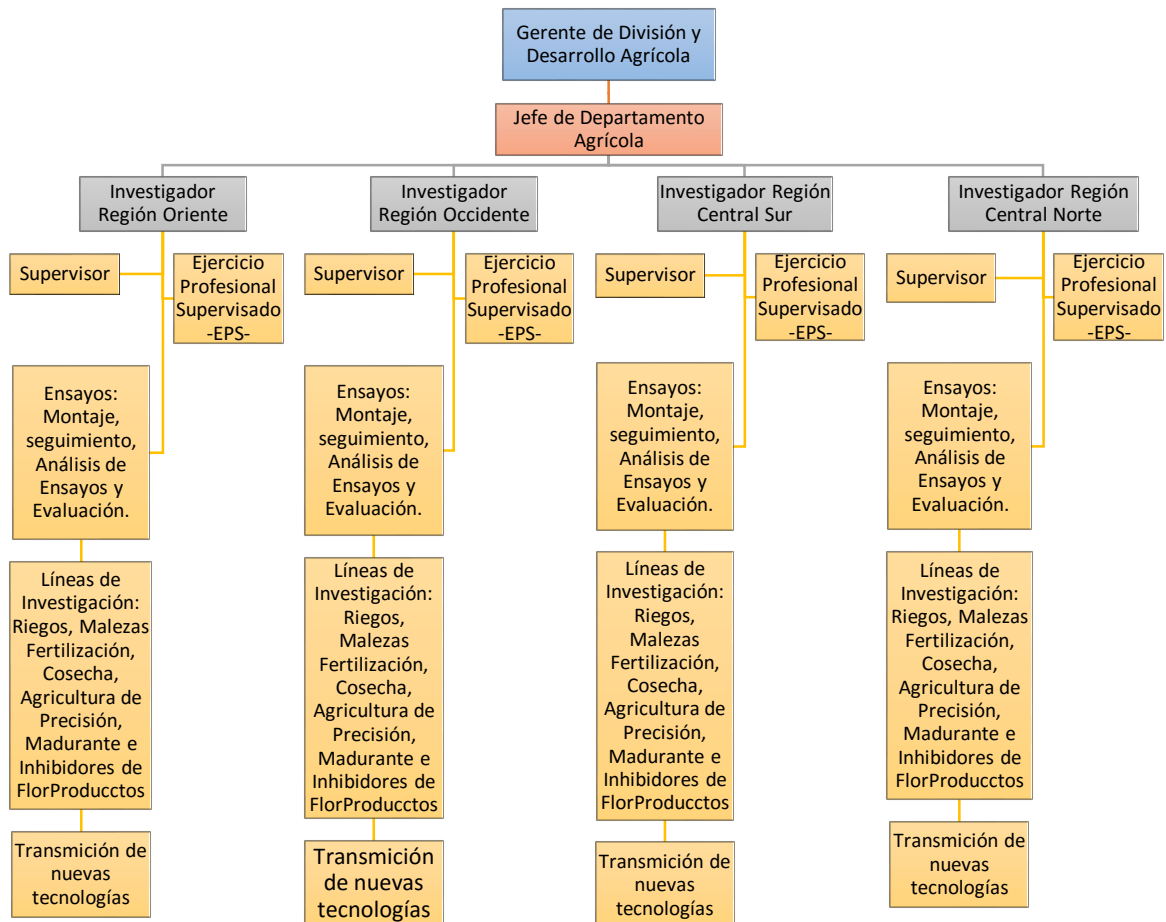 Gerente de División y
Desarrollo Agrícola
Jefe de Departamento
Agrícola
Investigador
Región Oriente
Investigador
Región Occidente
Investigador Región
Central Sur
Investigador Región
Central Norte
Supervisor
Ejercicio
Profesional
Supervisado
-EPS-
Supervisor
Ejercicio
Profesional
Supervisado
-EPS-
Supervisor
Ejercicio
Profesional
Supervisado
-EPS-
Supervisor
Ejercicio
Profesional
Supervisado
-EPS-
Ensayos:
Montaje,
seguimiento,
Análisis de
Ensayos y
Evaluación.
Ensayos:
Montaje,
seguimiento,
Análisis de
Ensayos y
Evaluación.
Ensayos:
Montaje,
seguimiento,
Análisis de
Ensayos y
Evaluación.
Ensayos:
Montaje,
seguimiento,
Análisis de
Ensayos y
Evaluación.
Líneas de
Investigación:
Riegos, Malezas
Fertilización,
Cosecha,
Agricultura de
Precisión,
Madurante e
Inhibidores de
FlorProducctos
Líneas de
Investigación:
Riegos,
Malezas
Fertilización,
Cosecha,
Agricultura de
Precisión,
Madurante e
Inhibidores de
FlorProducctos
Líneas de
Investigación:
Riegos,
Malezas
Fertilización,
Cosecha,
Agricultura de
Precisión,
Madurante e
Inhibidores de
FlorProducctos
Líneas de
Investigación:
Riegos, Malezas
Fertilización,
Cosecha,
Agricultura de
Precisión,
Madurante e
Inhibidores de
FlorProducctos
Transmición de
nuevas
tecnologías
Transmición
de nuevas
tecnologías
Transmición de
nuevas
tecnologías
Transmición de
nuevas
tecnologías